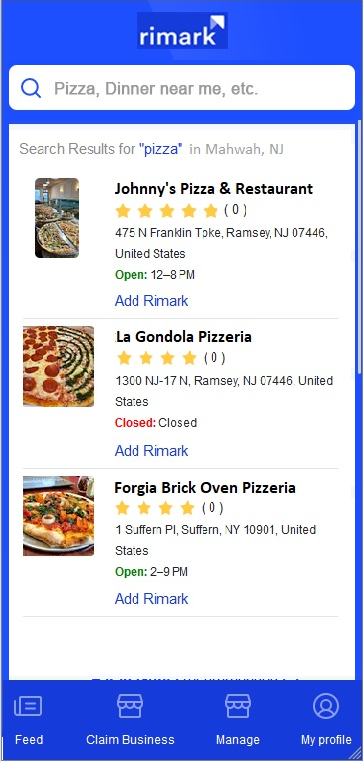 rimark
Pizza, Dinner near me, etc.
Search Results for "pizza" in Mahwah, NJ
Johnny's Pizza & Restaurant
( 0 )
475 N Franklin Tpke, Ramsey, NJ 07446,
United States
Open: 12–8 PM
Add Rimark
La Gondola Pizzeria
( 0 )
1300 NJ-17 N, Ramsey, NJ 07446, United
States
Closed: Closed
Add Rimark
Forgia Brick Oven Pizzeria
( 0 )
1 Suffern Pl, Suffern, NY 10901, United
States
Open: 2–9 PM
Add Rimark
Feed
Claim Business
Manage
My profile